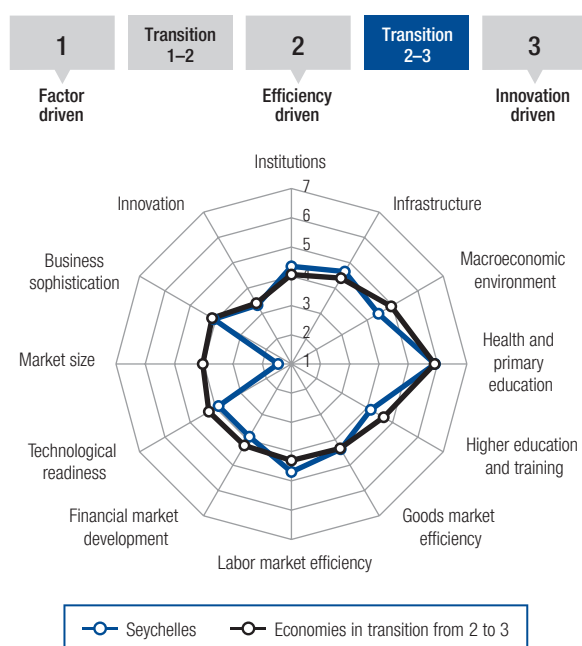 1
Transition
1–2
2
Transition
2–3
3
Factor
driven
Efficiency
driven
Innovation
driven
Institutions
Infrastructure
Macroeconomic
environment
Health and
primary
education
Higher education
and training
Goods market
efficiency
Labor market efficiency
Financial market
development
Technological
readiness
Market size
Business
sophistication
Innovation
7
6
5
4
3
2
1
Seychelles
Economies in transition from 2 to 3